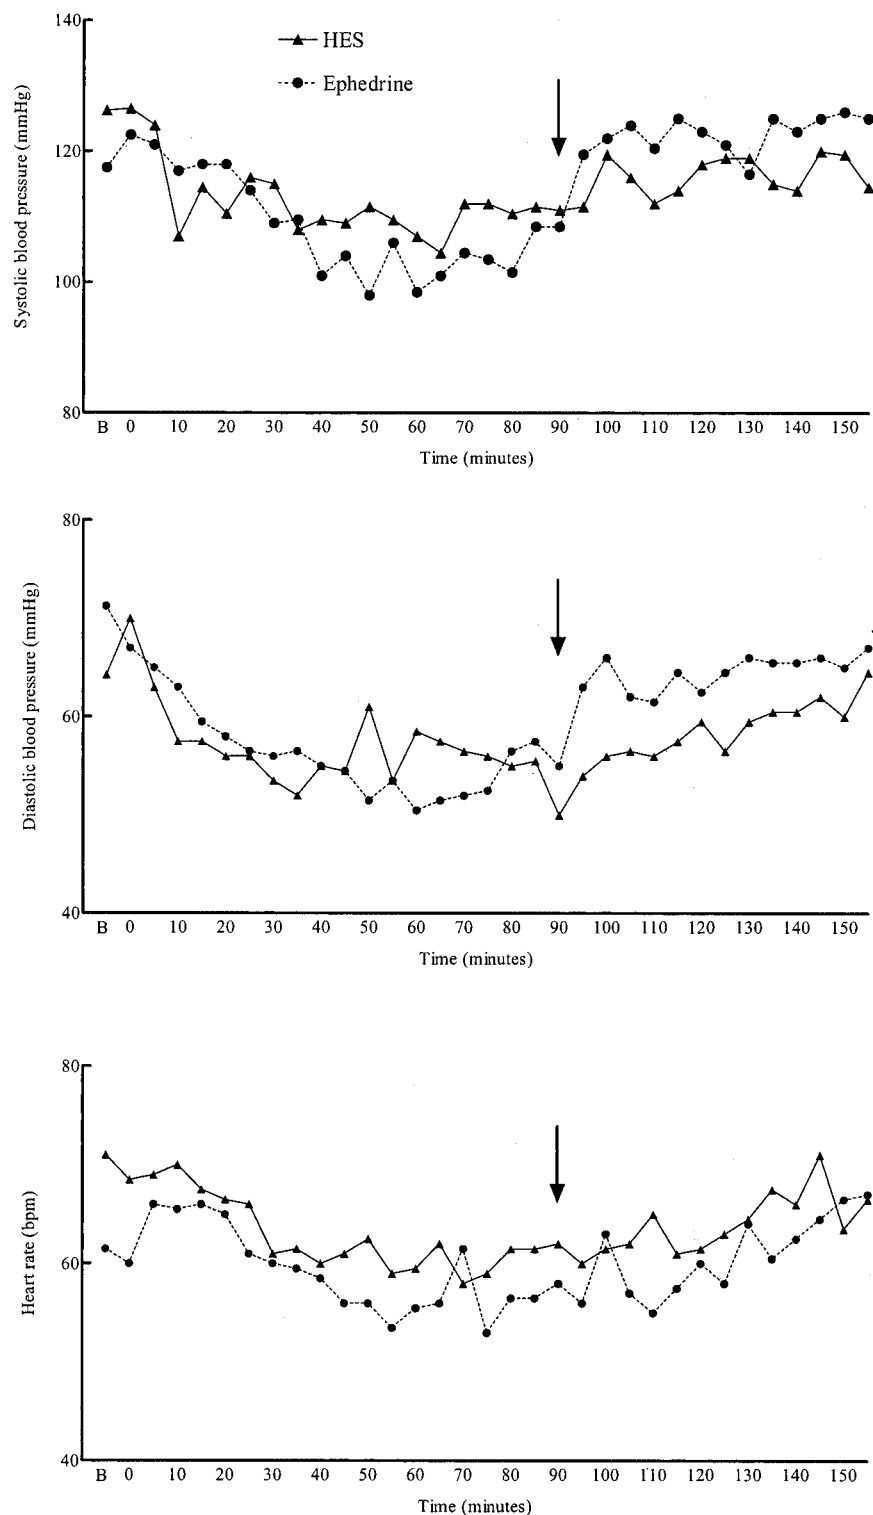 140
HES
Ephedrine
120
100
80
Systolic blood pressure (mmHg)
B 0 10 20 30 40 50 60 70 80 90 100 110 120 130 140 150
Time (minutes)
80
60
40
Diastolic blood pressure (mmHg)
B 0 10 20 30 40 50 60 70 80 90 100 110 120 130 140 150
Time (minutes)
80
60
40
Heart rate (bpm)
B 0 10 20 30 40 50 60 70 80 90 100 110 120 130 140 150
Time (minutes)